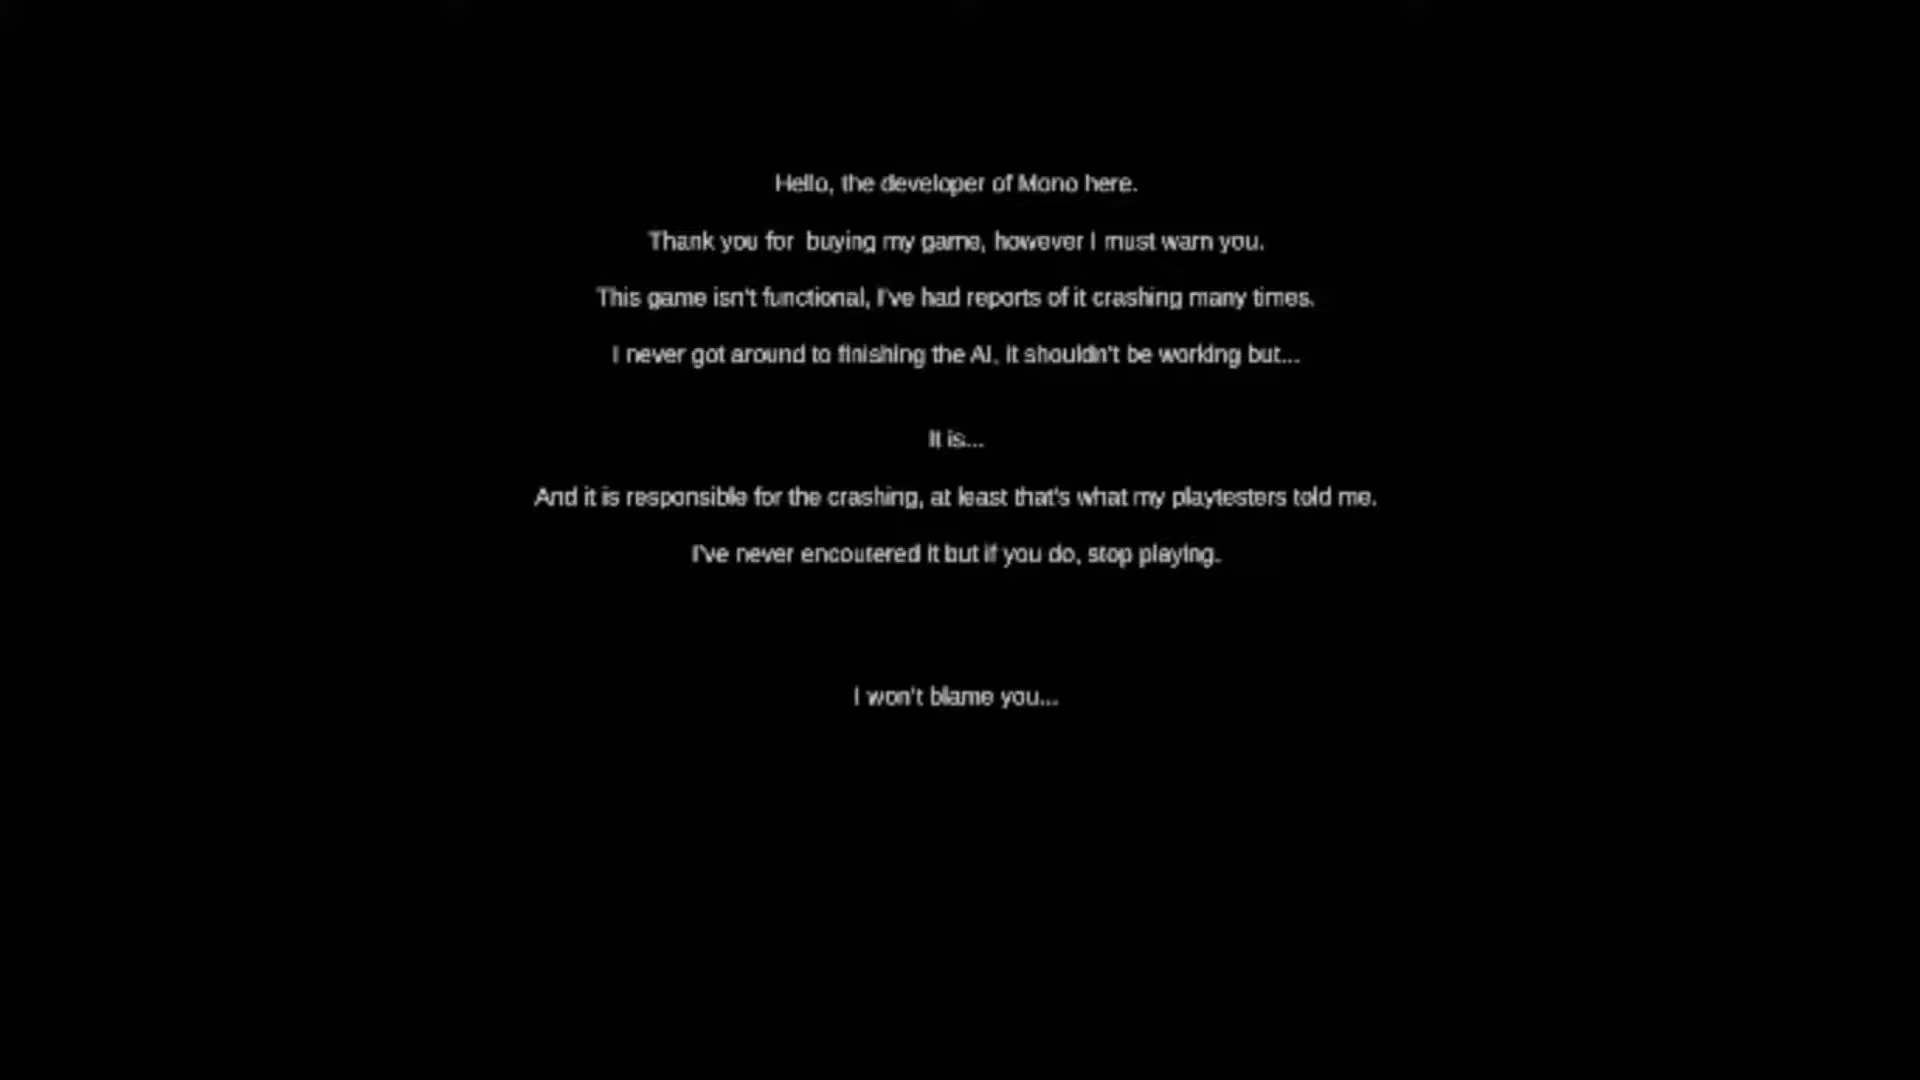 Hello, the developer of Mono here.
Thank you for  buying my game, however I must warn you.
This game isn't functional, I've had reports of it crashing many times.
I never got around to finishing the AI, it shouldn't be working but...
It is...
And it is responsible for the crashing, at least that's what my playtesters told me.
I've never encoutered it but if you do, stop playing.
I won't blame you...